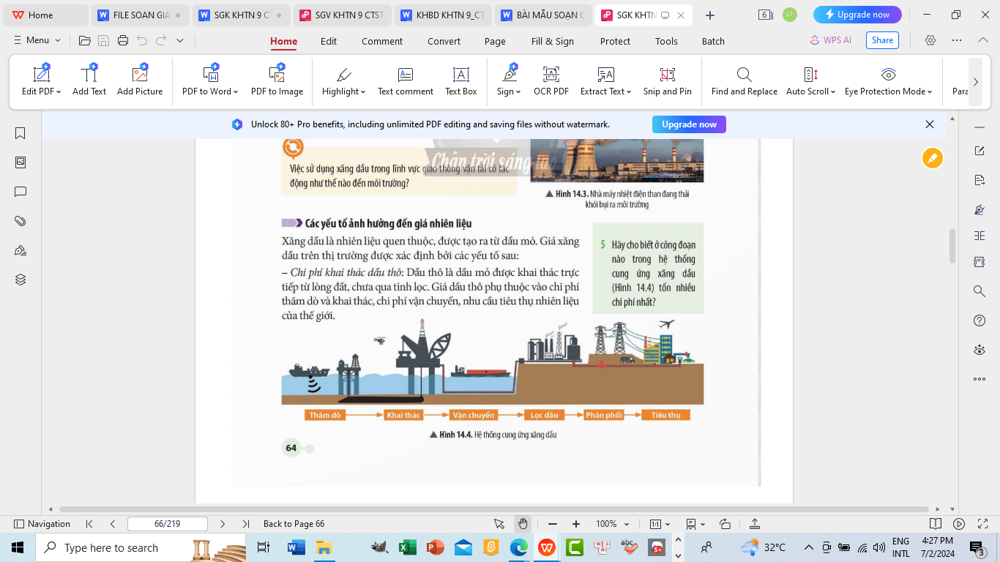 Home
FILE SOAN GIA
SGK KHTN 9 CT
SGV KHTN 9 CTST
KHBD KHTN 9_CT
BÀI MẪU SOẠN C
SGK KHTN
6
LT
Upgrade now
Menu
Home
Edit
Comment
Convert
Page
Fill & Sign
Protect
Tools
Batch
WPS AI
Share
Edit PDF
Add Text
Add Picture
PDF to Word
PDF to Image
Highlight
Text comment
Text Box
Sign
OCR PDF
Extract Text
Snip and Pin
Find and Replace
Auto Scroll
Eye Protection Mode
Para
Unlock 80+ Pro benefits, including unlimited PDF editing and saving files without watermark.
Upgrade now
Chân trời sáng tạo
Việc sử dụng xăng dầu trong lĩnh vực giao thông vận tải có tác
động như thế nào đến môi trường?
▲ Hình 14.3. Nhà máy nhiệt điện than đang thải
khói bụi ra môi trường
Các yếu tố ảnh hưởng đến giá nhiên liệu
Xăng dầu là nhiên liệu quen thuộc, được tạo ra từ dầu mỏ. Giá xăng
dầu trên thị trường được xác định bởi các yếu tố sau:
– Chi phí khai thác dầu thô: Dầu thô là dầu mỏ được khai thác trực
tiếp từ lòng đất, chưa qua tinh lọc. Giá dầu thô phụ thuộc vào chi phí
thăm dò và khai thác, chi phí vận chuyển, nhu cầu tiêu thụ nhiên liệu
của thế giới.
5 Hãy cho biết ở công đoạn
nào trong hệ thống
cung ứng xăng dầu
(Hình 14.4) tốn nhiều
chi phí nhất?
Thăm dò
Khai thác
Vận chuyển
Lọc dầu
Phân phối
Tiêu thụ
▲ Hình 14.4. Hệ thống cung ứng xăng dầu
64
Navigation
66/219
Back to Page 66
100%
1:1
Type here to search
32°C
ENG
INTL
4:27 PM
7/2/2024
3